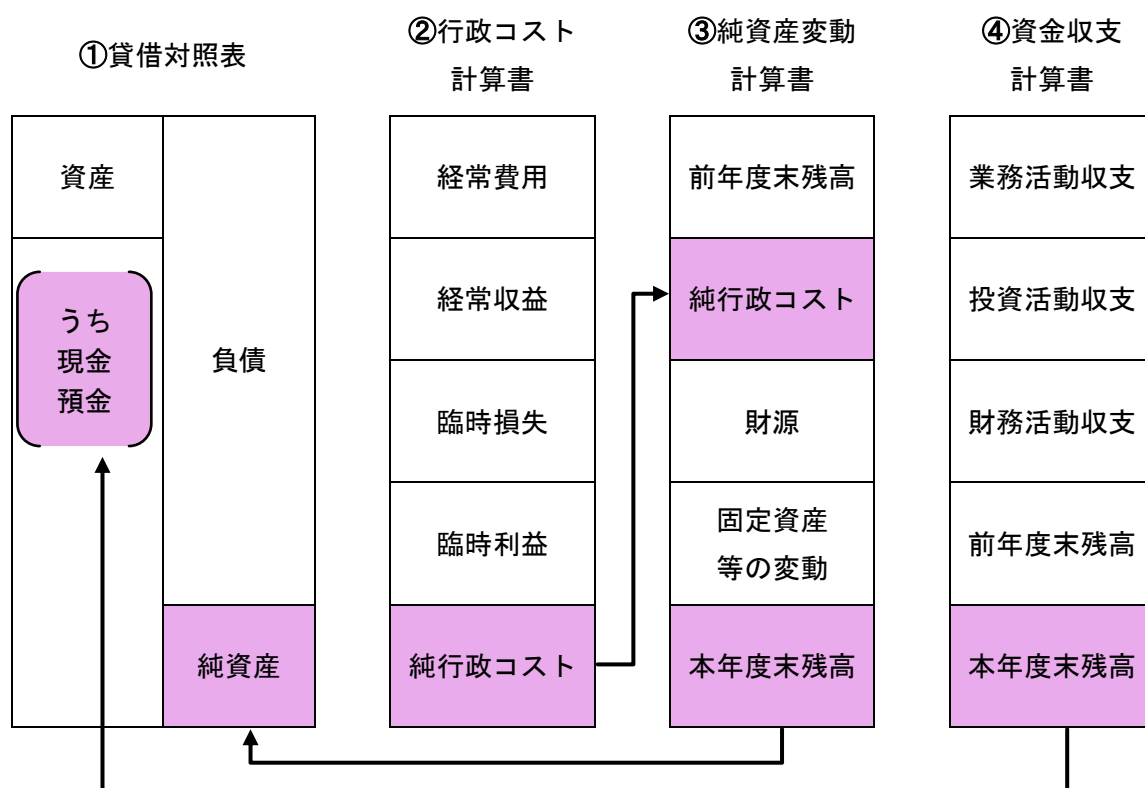 ①貸借対照表
②行政コスト
計算書
③純資産変動
計算書
④資金収支
計算書
資産
うち
現金
預金
負債
純資産
経常費用
経常収益
臨時損失
臨時利益
純行政コスト
前年度末残高
純行政コスト
財源
固定資産
等の変動
本年度末残高
業務活動収支
投資活動収支
財務活動収支
前年度末残高
本年度末残高